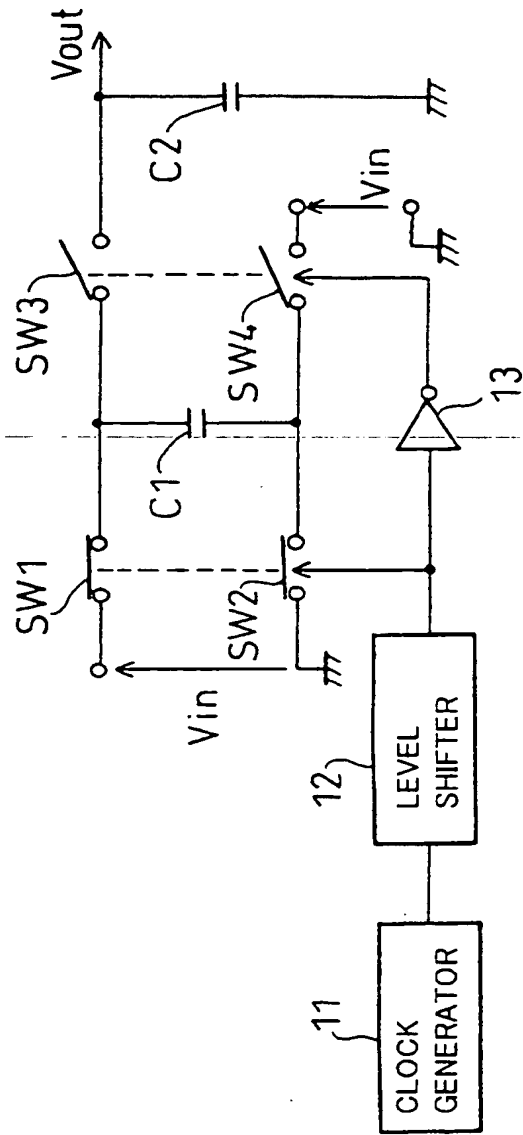 Vout
SW3
C2
SW1
C1
SW4
Vin
Vin
SW2
13
12
LEVEL
SHIFTER
11
CLOCK
GENERATOR